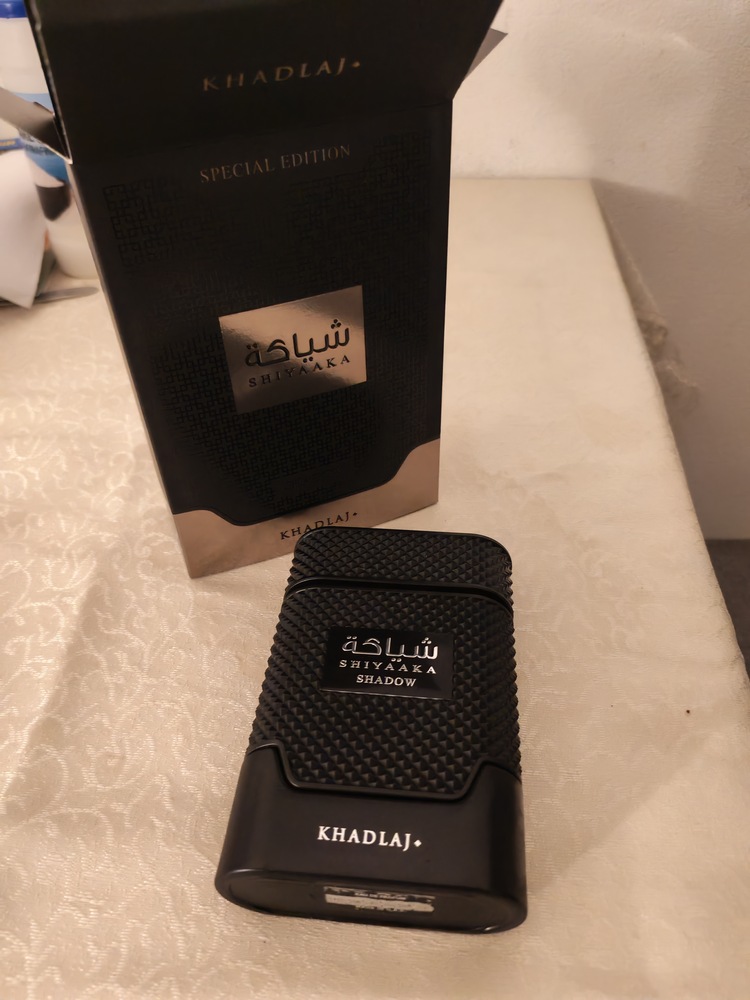 KHADLAJ
SPECIAL EDITION
شياكة
SHIYAAKA
KHADLAJ
شياكة
SHIYAAKA
SHADOW
KHADLAJ